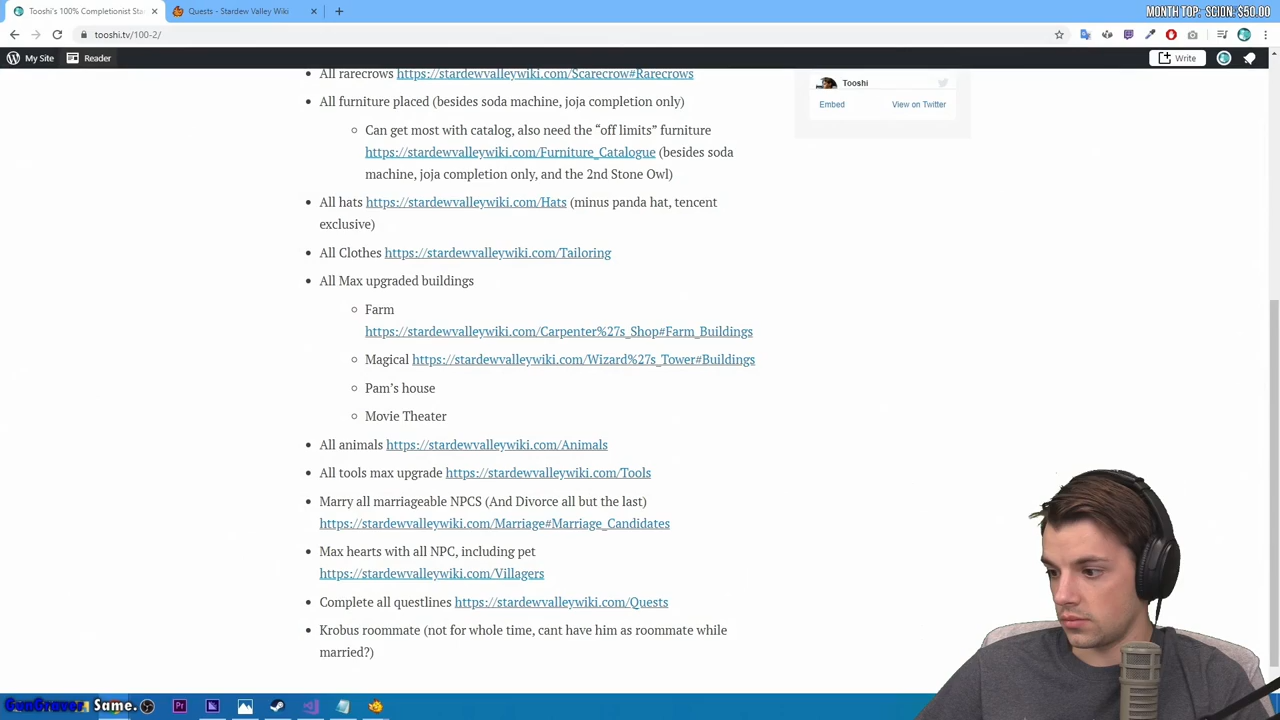 Tooshi's 100% Completionist Sta
Quests - Stardew Valley Wiki
MONTH TOP: SCION: $50.00
tooshi.tv/100-2/
My Site
Reader
Write
All rarecrows https://stardewvalleywiki.com/Scarecrow#Rarecrows
All furniture placed (besides soda machine, joja completion only)
Can get most with catalog, also need the “off limits” furniture
https://stardewvalleywiki.com/Furniture_Catalogue (besides soda
machine, joja completion only, and the 2nd Stone Owl)
All hats https://stardewvalleywiki.com/Hats (minus panda hat, tencent
exclusive)
All Clothes https://stardewvalleywiki.com/Tailoring
All Max upgraded buildings
Farm
https://stardewvalleywiki.com/Carpenter%27s_Shop#Farm_Buildings
Magical https://stardewvalleywiki.com/Wizard%27s_Tower#Buildings
Pam’s house
Movie Theater
All animals https://stardewvalleywiki.com/Animals
All tools max upgrade https://stardewvalleywiki.com/Tools
Marry all marriageable NPCS (And Divorce all but the last)
https://stardewvalleywiki.com/Marriage#Marriage_Candidates
Max hearts with all NPC, including pet
https://stardewvalleywiki.com/Villagers
Complete all questlines https://stardewvalleywiki.com/Quests
Krobus roommate (not for whole time, cant have him as roommate while
married?)
Tooshi
Embed
View on Twitter
GunGraver Same.
Pr